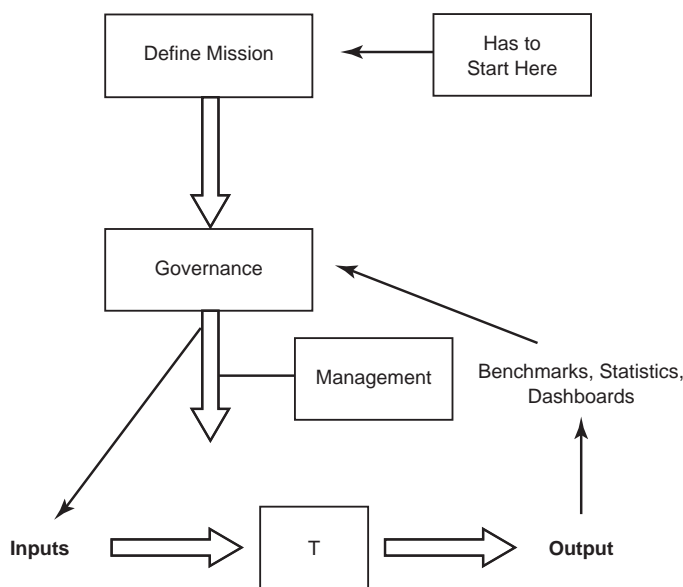 Define Mission
Has to
Start Here
Governance
Management
Benchmarks, Statistics,
Dashboards
Inputs
T
Output